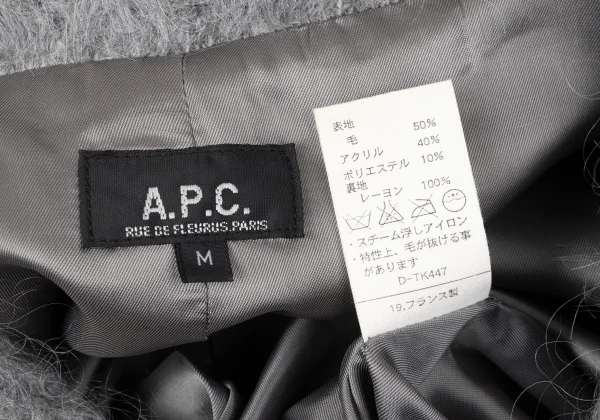 A.P.C.
RUE DE FLEURUS. PARIS
M
表地
毛 50%
アクリル 40%
ポリエステル 10%
裏地
レーヨン 100%
・スチーム浮しアイロン
・特性上、毛が抜ける事
があります
D-TK447
19.フランス製